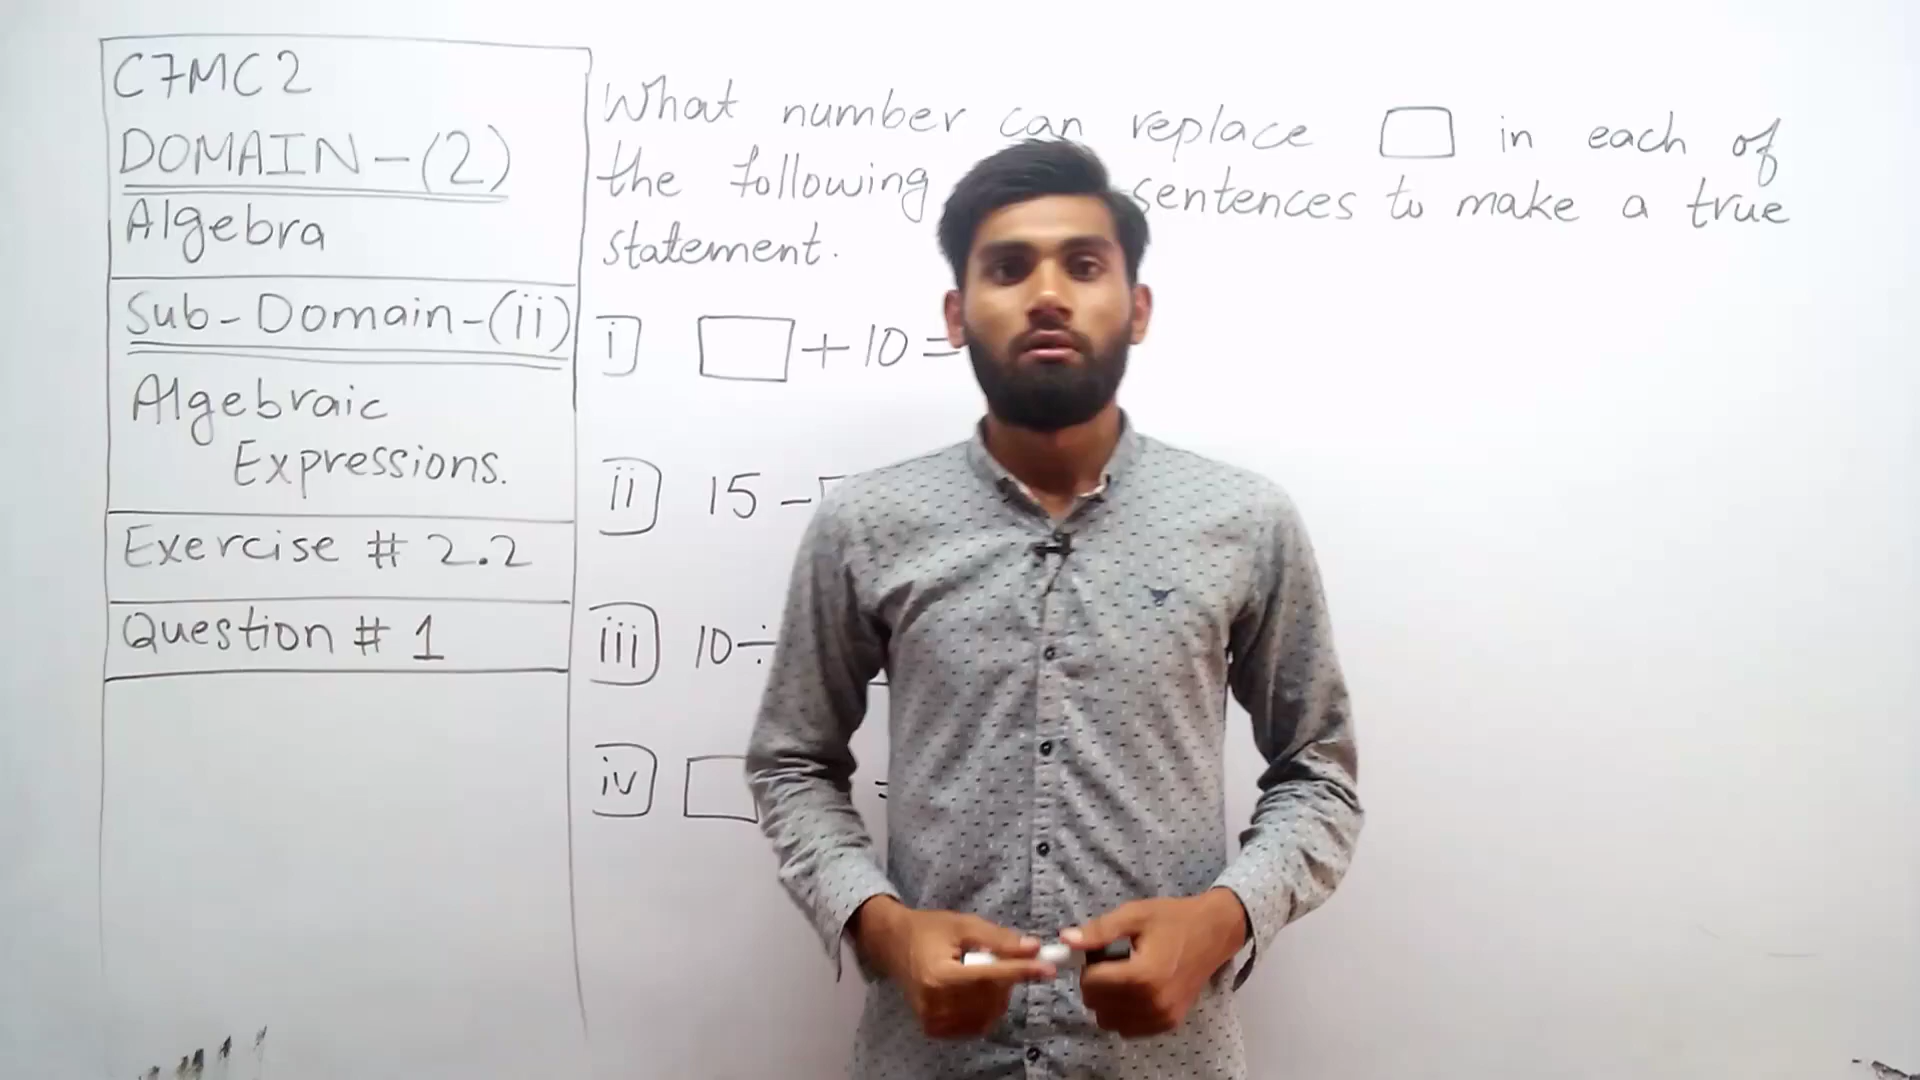 C7MC2
DOMAIN-(2)
Algebra
Sub-Domain-(ii)
Algebraic
Expressions.
Exercise # 2.2
Question # 1
What number can replace □ in each of
the following sentences to make a true
statement.
i) □ + 10 =
ii) 15 -
iii) 10 ÷
iv) □ =